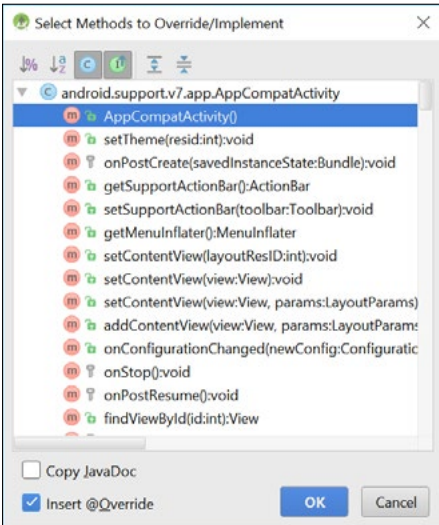 Select Methods to Override/Implement
android.support.v7.app.AppCompatActivity
AppCompatActivity()
setTheme(resid:int):void
onPostCreate(savedInstanceState:Bundle):void
getSupportActionBar():ActionBar
setSupportActionBar(toolbar:Toolbar):void
getMenuInflater():MenuInflater
setContentView(layoutResID:int):void
setContentView(view:View):void
setContentView(view:View, params:LayoutParams)
addContentView(view:View, params:LayoutParams
onConfigurationChanged(newConfig:Configuratic
onStop():void
onPostResume():void
findViewById(id:int):View
Copy JavaDoc
Insert @Override
OK Cancel